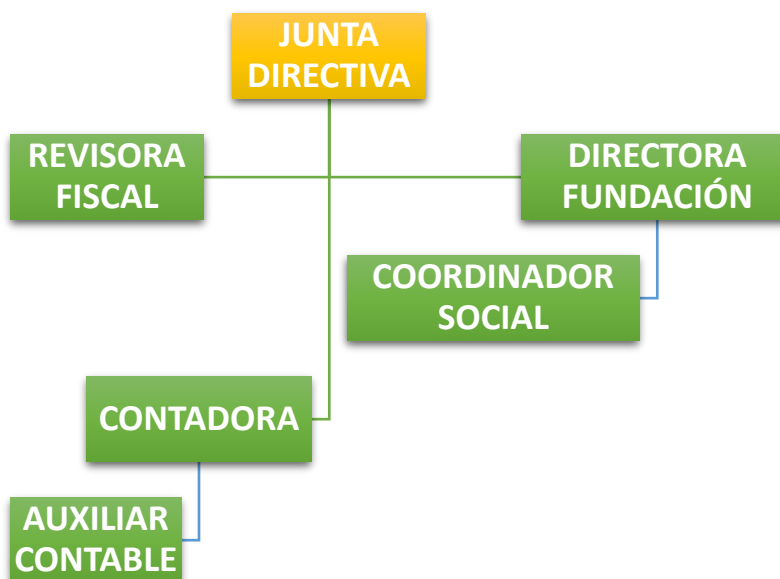 JUNTA
DIRECTIVA
REVISORA
FISCAL
DIRECTORA
FUNDACIÓN
COORDINADOR
SOCIAL
CONTADORA
AUXILIAR
CONTABLE